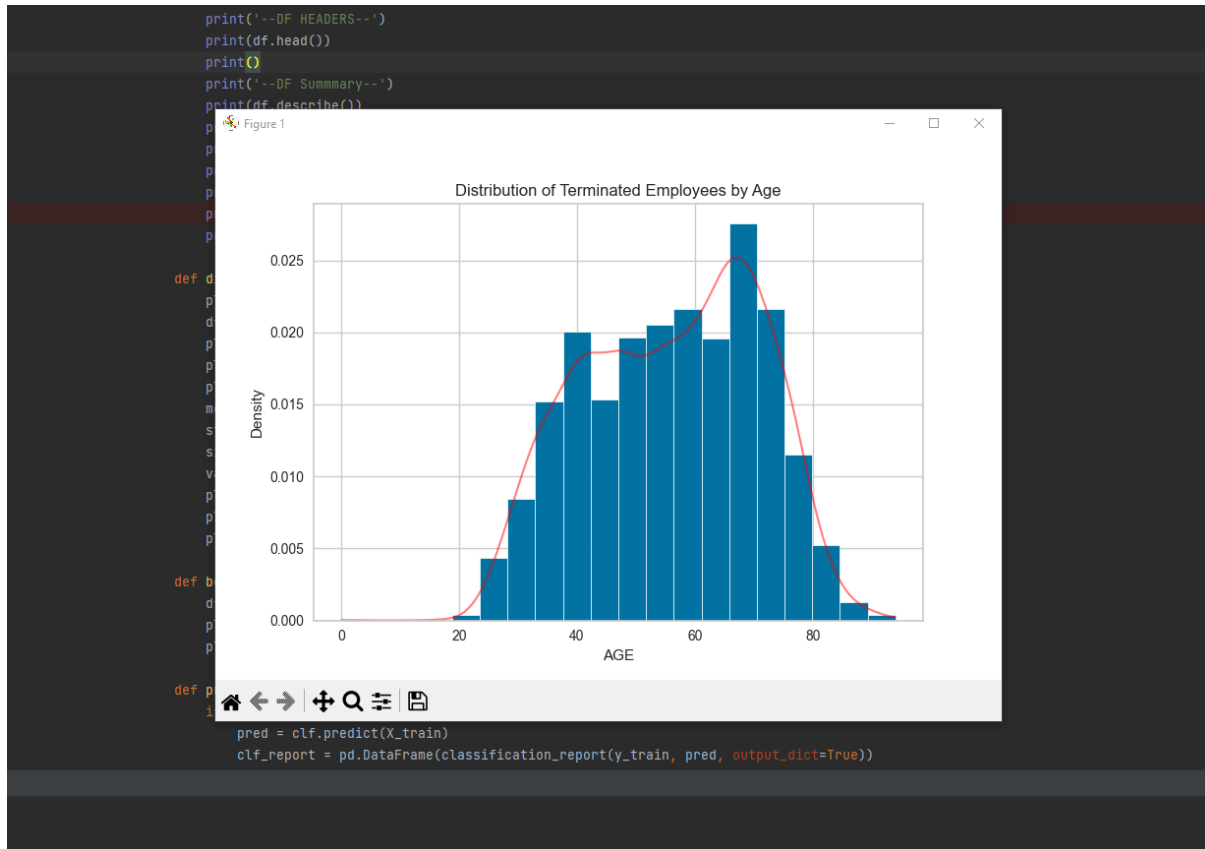 print('--DF HEADERS--')
print(df.head())
print()
print('--DF Summmary--')
print(df.describe())
Figure 1
Distribution of Terminated Employees by Age
0.025
0.020
0.015
0.010
0.005
0.000
Density
0 20 40 60 80
AGE
def
def
def
pred = clf.predict(X_train)
clf_report = pd.DataFrame(classification_report(y_train, pred, output_dict=True))